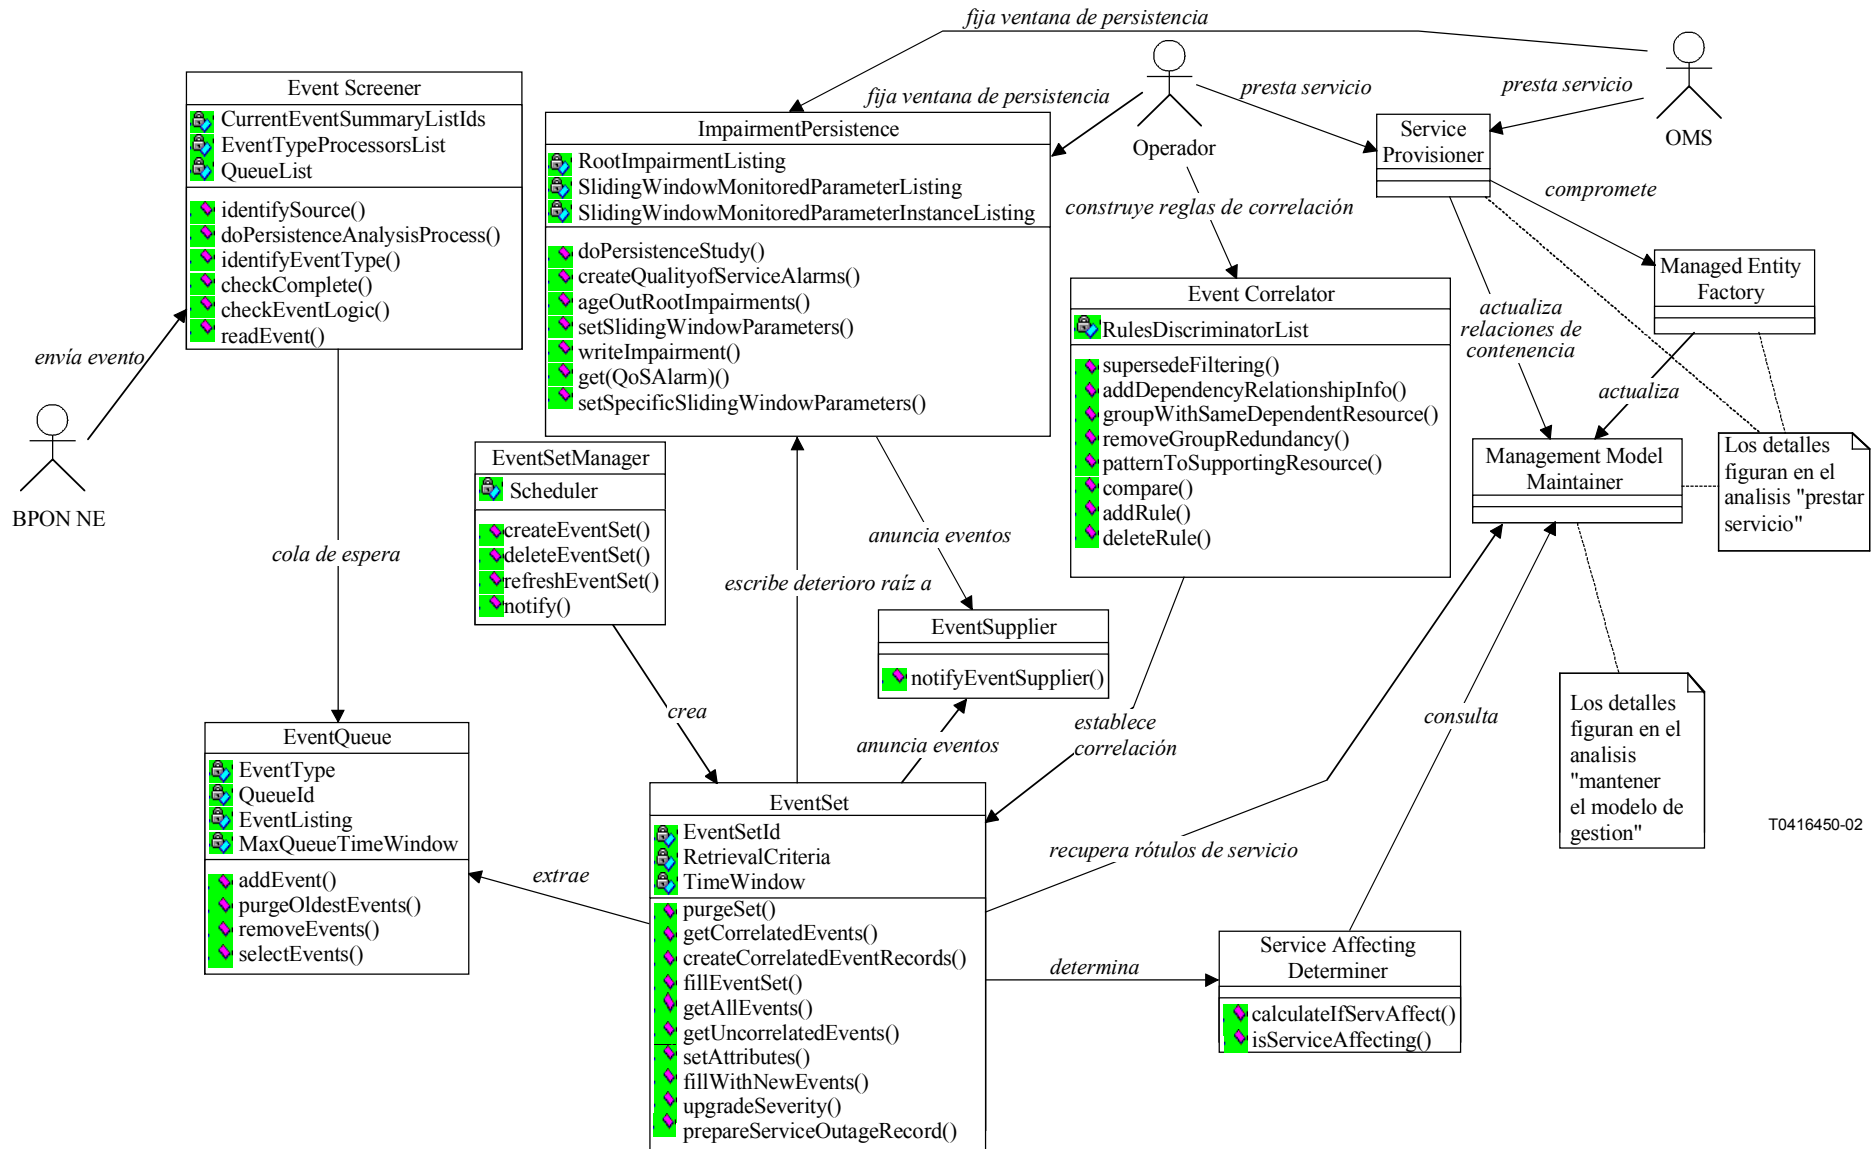 fija ventana de persistencia
Event Screener
CurrentEventSummaryListIds
EventTypeProcessorsList
QueueList
identifySource()
doPersistenceAnalysisProcess()
identifyEventType()
checkComplete()
checkEventLogic()
readEvent()
fija ventana de persistencia
ImpairmentPersistence
RootImpairmentListing
SlidingWindowMonitoredParameterListing
SlidingWindowMonitoredParameterInstanceListing
doPersistenceStudy()
createQualityofServiceAlarms()
ageOutRootImpairments()
setSlidingWindowParameters()
writeImpairment()
get(QoSAlarm)()
setSpecificSlidingWindowParameters()
Operador
presta servicio
presta servicio
OMS
Service
Provisioner
compromete
construye reglas de correlación
Managed Entity
Factory
Event Correlator
RulesDiscriminatorList
supersedeFiltering()
addDependencyRelationshipInfo()
groupWithSameDependentResource()
removeGroupRedundancy()
patternToSupportingResource()
compare()
addRule()
deleteRule()
actualiza
relaciones de
contenencia
actualiza
envía evento
BPON NE
Management Model
Maintainer
Los detalles
figuran en el
analisis "prestar
servicio"
EventSetManager
Scheduler
createEventSet()
deleteEventSet()
refreshEventSet()
notify()
cola de espera
anuncia eventos
escribe deterioro raíz a
EventSupplier
notifyEventSupplier()
crea
anuncia eventos
establece
correlación
consulta
Los detalles
figuran en el
analisis
"mantener
el modelo de
gestion"
T0416450-02
EventQueue
EventType
QueueId
EventListing
MaxQueueTimeWindow
addEvent()
purgeOldestEvents()
removeEvents()
selectEvents()
extrae
EventSet
EventSetId
RetrievalCriteria
TimeWindow
purgeSet()
getCorrelatedEvents()
createCorrelatedEventRecords()
fillEventSet()
getAllEvents()
getUncorrelatedEvents()
setAttributes()
fillWithNewEvents()
upgradeSeverity()
prepareServiceOutageRecord()
recupera rótulos de servicio
determina
Service Affecting
Determiner
calculateIfServAffect()
isServiceAffecting()